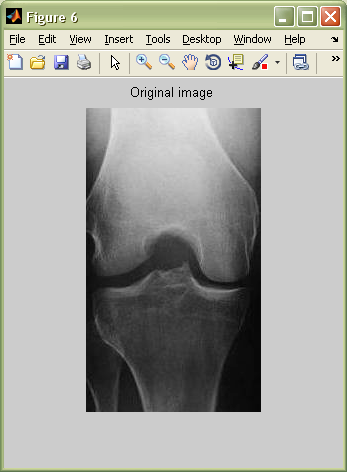 Figure 6
File Edit View Insert Tools Desktop Window Help
Original image